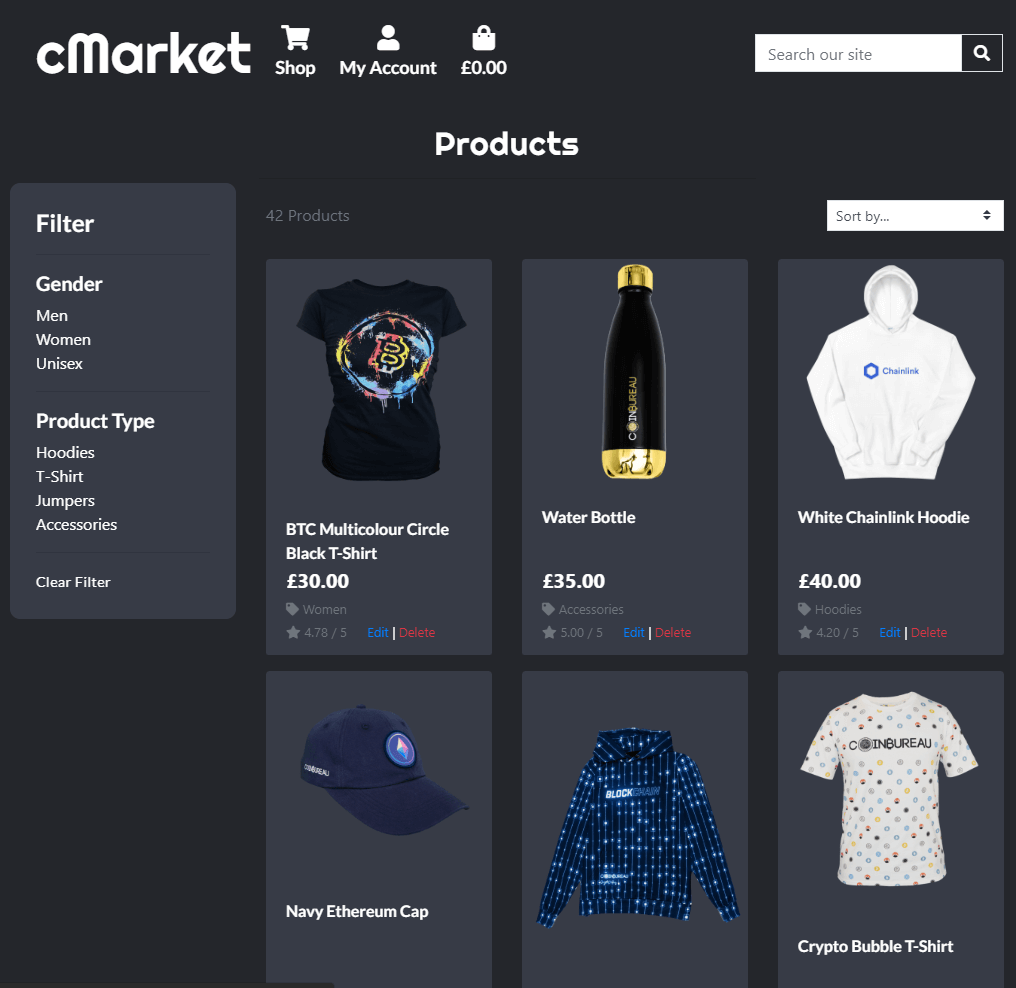 cMarket
Shop
My Account
£0.00
Search our site
Products
Filter
Gender
Men
Women
Unisex
Product Type
Hoodies
T-Shirt
Jumpers
Accessories
Clear Filter
42 Products
Sort by...
BTC Multicolour Circle
Black T-Shirt
£30.00
Women
4.78 / 5 Edit | Delete
COINBUREAU
Water Bottle
£35.00
Accessories
5.00 / 5 Edit | Delete
Chainlink
White Chainlink Hoodie
£40.00
Hoodies
4.20 / 5 Edit | Delete
COINBUREAU
Navy Ethereum Cap
BLOCKCHAIN
COINBUREAU
COINBUREAU
Crypto Bubble T-Shirt